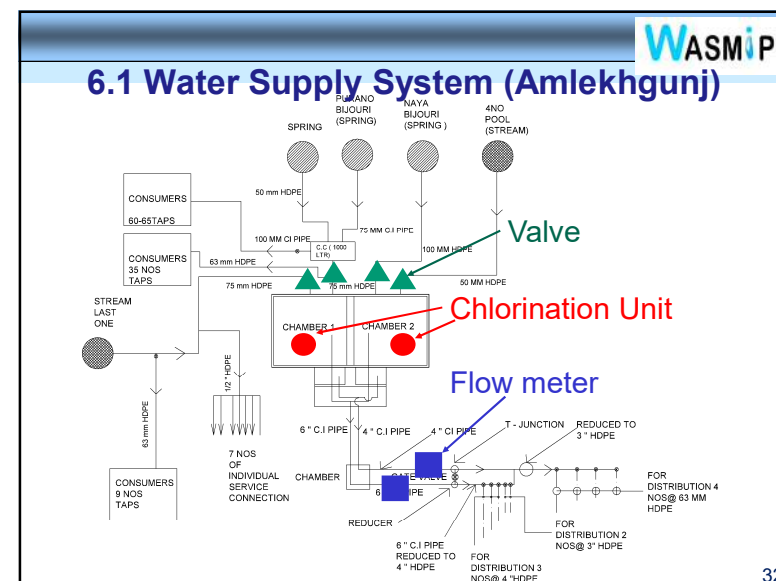 WASMIP
6.1 Water Supply System (Amlekhgunj)
SPRING
PURANO
BIJOURI
(SPRING)
NAYA
BIJOURI
(SPRING )
4NO
POOL
(STREAM)
CONSUMERS
60-65TAPS
50 mm HDPE
75 MM C.I PIPE
100 MM CI PIPE
C.C ( 1000
LTR)
100 MM HDPE
Valve
CONSUMERS
35 NOS
TAPS
63 mm HDPE
75 mm HDPE
75 mm HDPE
50 MM HDPE
STREAM
LAST
ONE
CHAMBER 1
CHAMBER 2
Chlorination Unit
1/2 " HDPE
63 mm HDPE
Flow meter
6 " C.I PIPE
4 " C.I PIPE
4 " CI PIPE
T - JUNCTION
REDUCED TO
3 " HDPE
7 NOS
OF
INDIVIDUAL
SERVICE
CONNECTION
CONSUMERS
9 NOS
TAPS
CHAMBER
GATE VALVE
6 PIPE
REDUCER
FOR
DISTRIBUTION 4
NOS@ 63 MM
HDPE
6 " C.I PIPE
REDUCED TO
4 " HDPE
FOR
DISTRIBUTION 3
NOS@ 4 "HDPE
FOR
DISTRIBUTION 2
NOS@ 3" HDPE
32